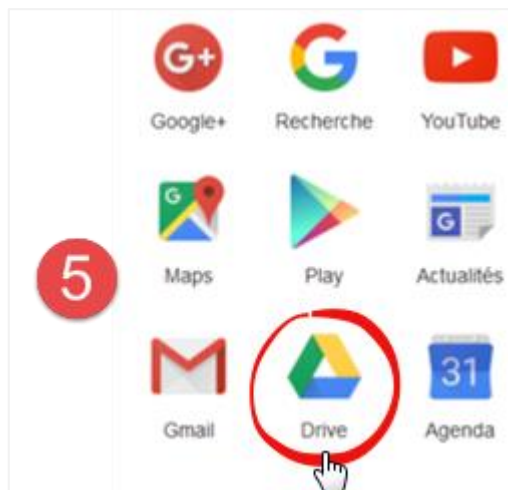 G+
G
Google+
Recherche
YouTube
G
G
5
Maps
Play
Actualités
31
Gmail
Drive
Agenda